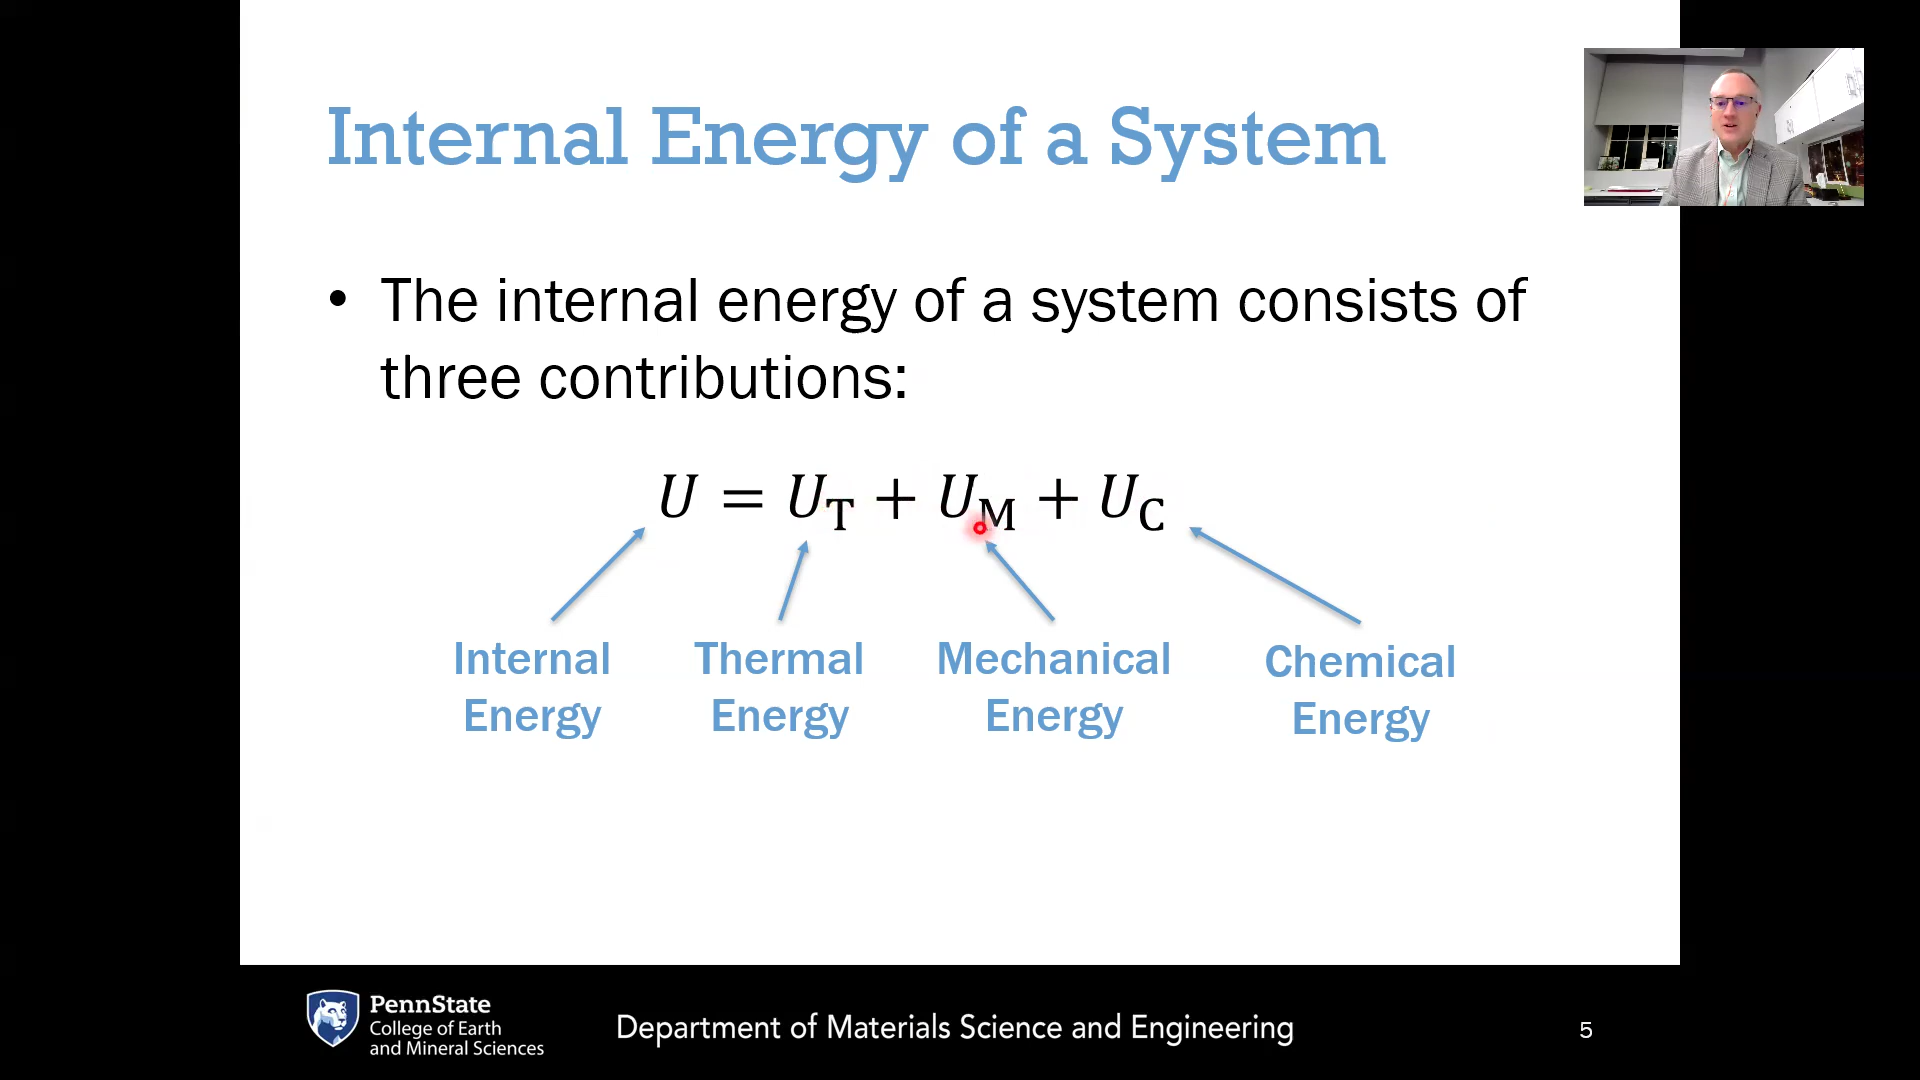 Internal Energy of a System
• The internal energy of a system consists of
three contributions:
U = U_T + U_M + U_C
Internal
Energy
Thermal
Energy
Mechanical
Energy
Chemical
Energy
PennState
College of Earth
and Mineral Sciences
Department of Materials Science and Engineering
5